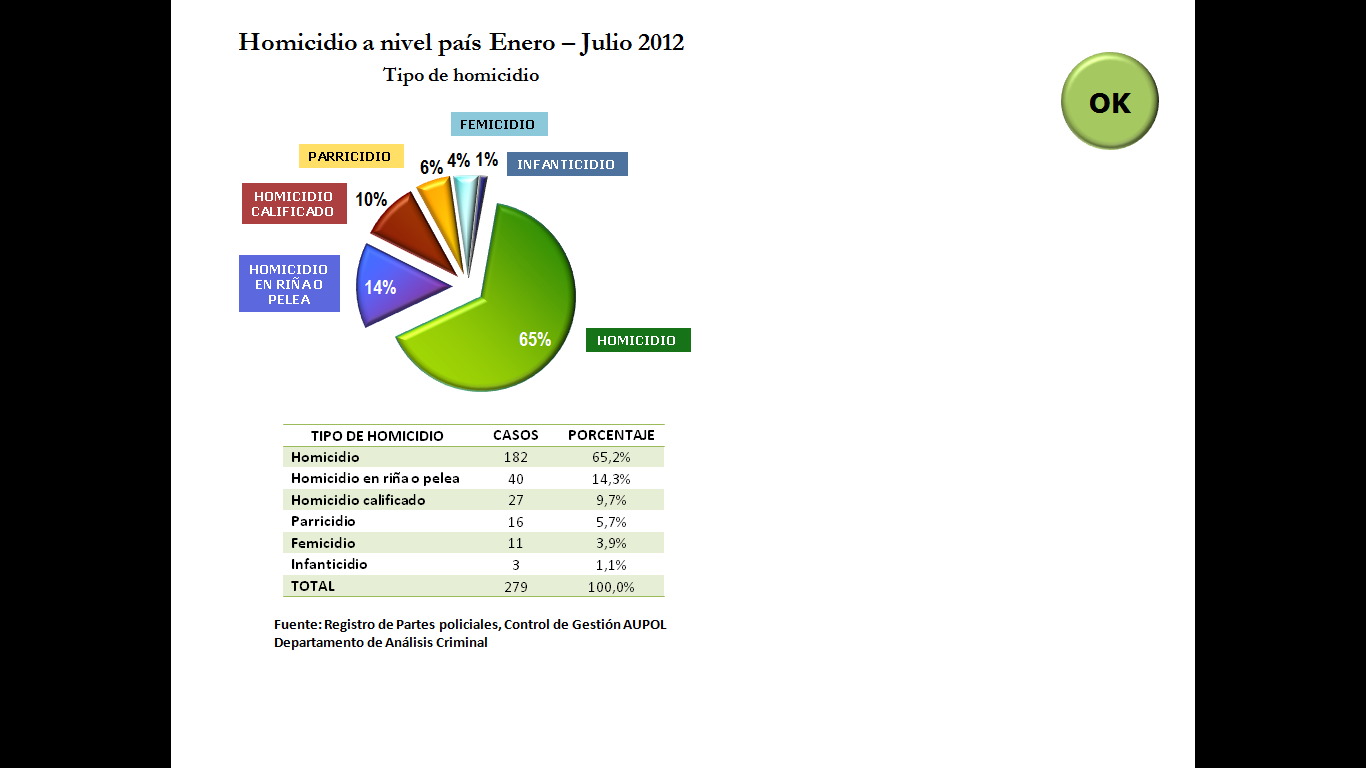 Homicidio a nivel país Enero – Julio 2012
Tipo de homicidio
OK
FEMICIDIO
PARRICIDIO
6%
4%
1%
INFANTICIDIO
HOMICIDIO
CALIFICADO
10%
HOMICIDIO
EN RIÑA O
PELEA
14%
65%
HOMICIDIO
TIPO DE HOMICIDIO CASOS PORCENTAJE
Homicidio 182 65,2%
Homicidio en riña o pelea 40 14,3%
Homicidio calificado 27 9,7%
Parricidio 16 5,7%
Femicidio 11 3,9%
Infanticidio 3 1,1%
TOTAL 279 100,0%
Fuente: Registro de Partes policiales, Control de Gestión AUPOL
Departamento de Análisis Criminal